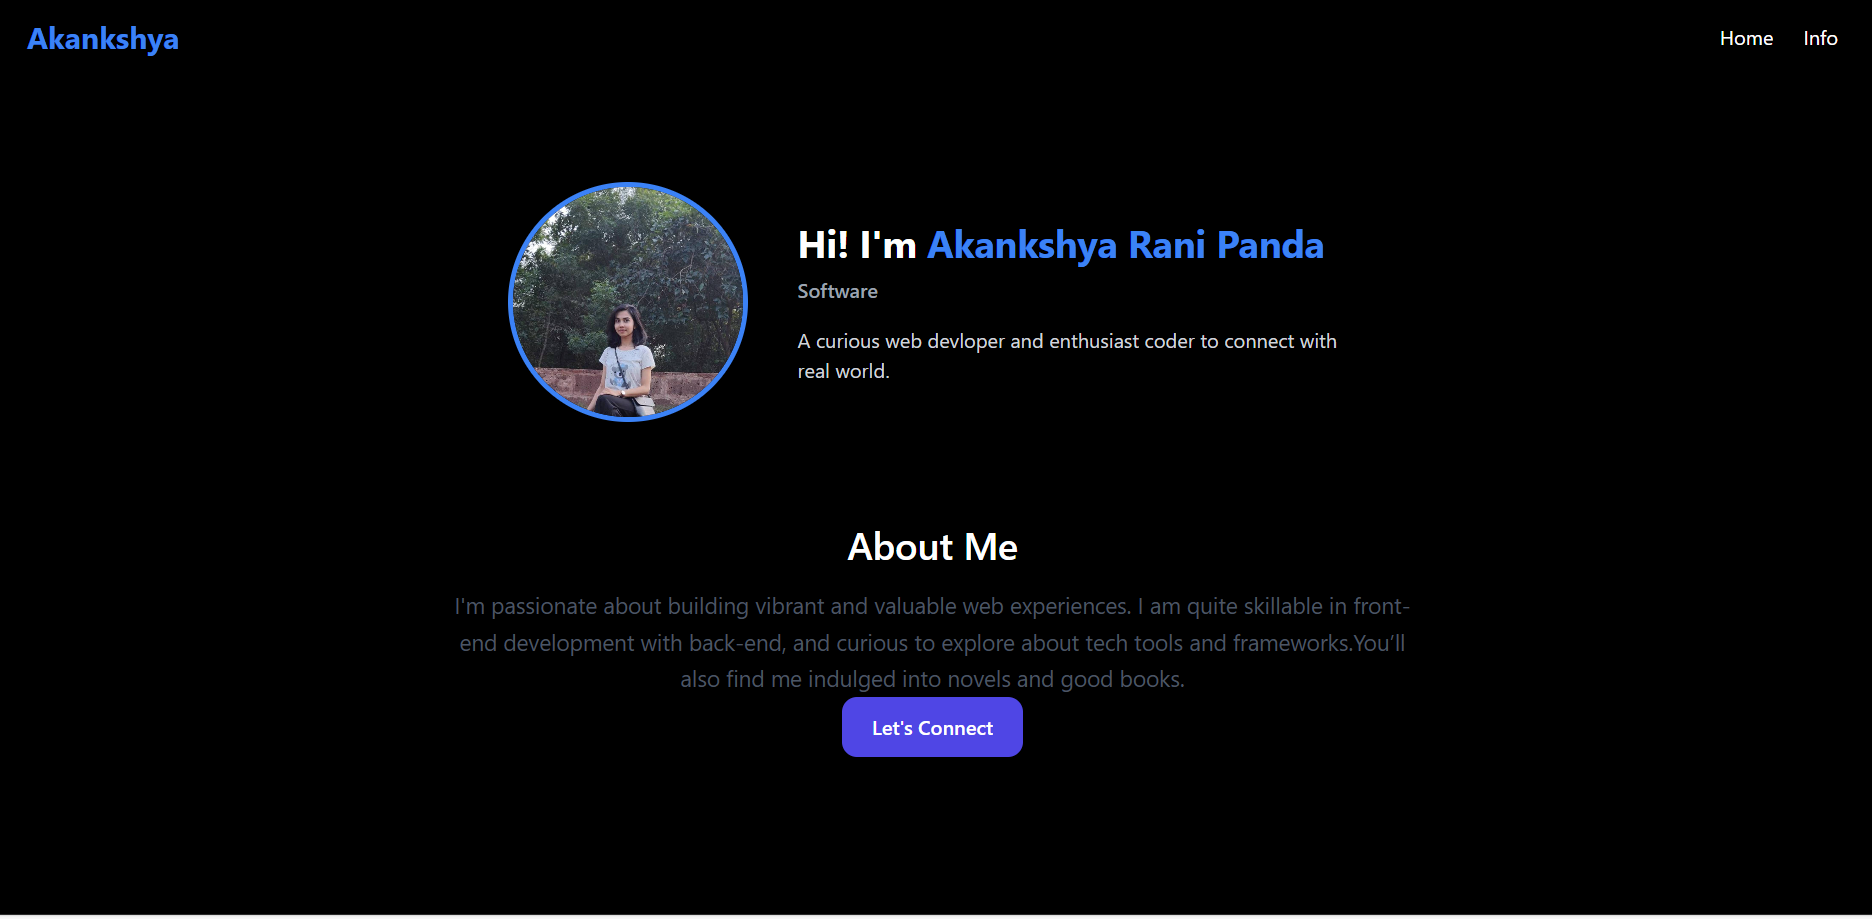 Akankshya
Home Info
Hi! I'm Akankshya Rani Panda
Software
A curious web devloper and enthusiast coder to connect with
real world.
About Me
I'm passionate about building vibrant and valuable web experiences. I am quite skillable in front-
end development with back-end, and curious to explore about tech tools and frameworks.You’ll
also find me indulged into novels and good books.
Let's Connect